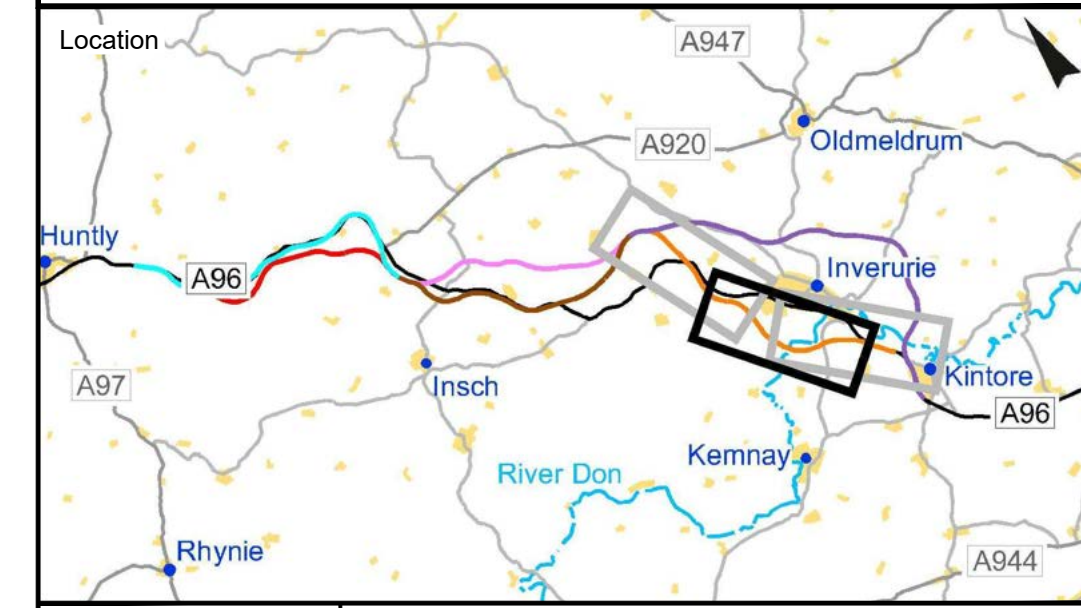 Location
A947
Oldmeldrum
A920
Huntly
A96
Inverurie
A97
Insch
Kintore
A96
Kemnay
River Don
Rhynie
A944